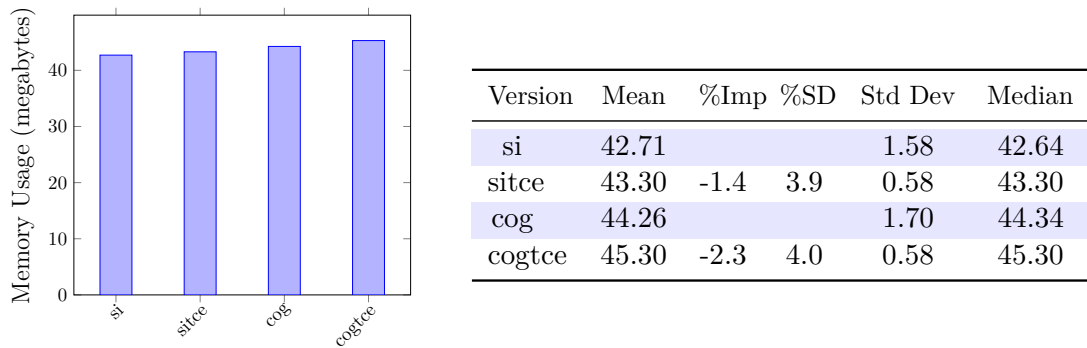 Memory Usage (megabytes)
40
30
20
10
0
si
sitce
cog
cogtce
Version Mean %Imp %SD Std Dev Median
si 42.71 1.58 42.64
sitce 43.30 -1.4 3.9 0.58 43.30
cog 44.26 1.70 44.34
cogtce 45.30 -2.3 4.0 0.58 45.30